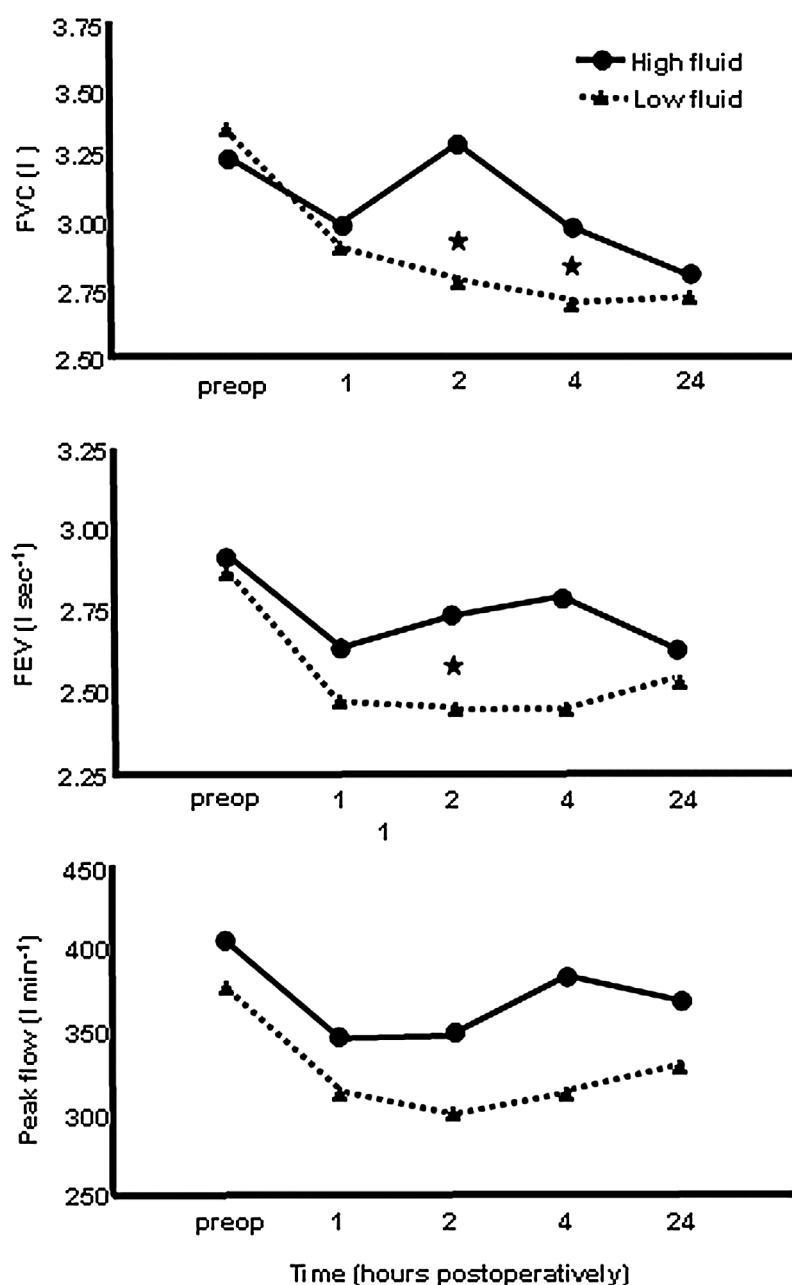 3.75
High fluid
3.50
Low fluid
3.25
3.00
2.75
2.50
FVC (l)
preop 1 2 4 24
3.25
3.00
2.75
2.50
2.25
FEV (l sec⁻¹)
preop 1 2 4 24
1
450
400
350
300
250
Peak flow (l min⁻¹)
preop 1 2 4 24
Time (hours postoperatively)